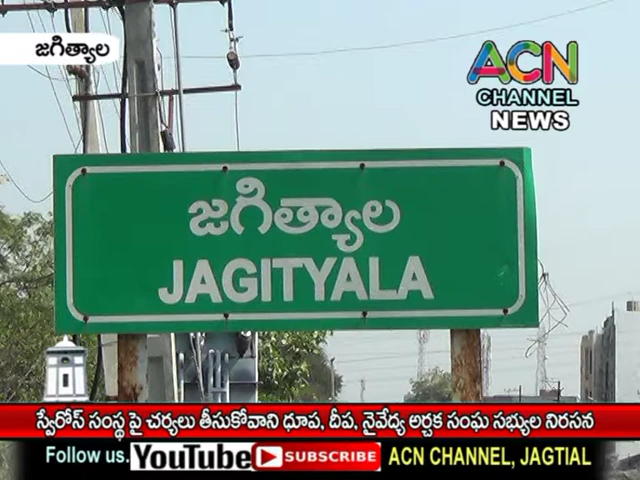 జగిత్యాల
ACN
CHANNEL
NEWS
జగిత్యాల
JAGITYALA
స్వేరోస్ సంస్థ పై చర్యలు తీసుకోవాని ధూప, దీప, నైవేద్య అర్చక సంఘ సభ్యుల నిరసన
Follow us. YouTube SUBSCRIBE ACN CHANNEL, JAGTIAL